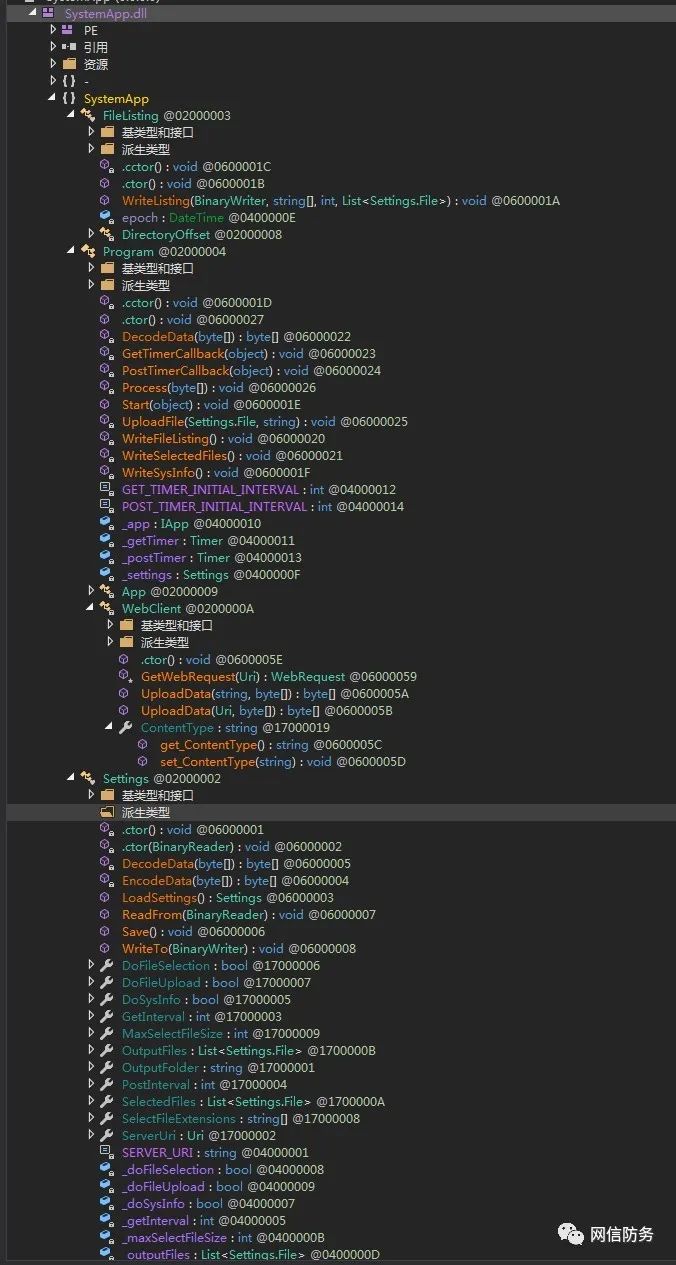 SystemApp.dll
PE
引用
资源
{ } -
{ } SystemApp
FileListing @02000003
基类型和接口
派生类型
.cctor() : void @0600001C
.ctor() : void @0600001B
WriteListing(BinaryWriter, string[], int, List<Settings.File>) : void @0600001A
epoch : DateTime @0400000E
DirectoryOffset @02000008
Program @02000004
基类型和接口
派生类型
.cctor() : void @0600001D
.ctor() : void @06000027
DecodeData(byte[]) : byte[] @06000022
GetTimerCallback(object) : void @06000023
PostTimerCallback(object) : void @06000024
Process(byte[]) : void @06000026
Start(object) : void @0600001E
UploadFile(Settings.File, string) : void @06000025
WriteFileListing() : void @06000020
WriteSelectedFiles() : void @06000021
WriteSysInfo() : void @0600001F
GET_TIMER_INITIAL_INTERVAL : int @04000012
POST_TIMER_INITIAL_INTERVAL : int @04000014
_app : IApp @04000010
_getTimer : Timer @04000011
_postTimer : Timer @04000013
_settings : Settings @0400000F
App @02000009
WebClient @0200000A
基类型和接口
派生类型
.ctor() : void @0600005E
GetWebRequest(Uri) : WebRequest @06000059
UploadData(string, byte[]) : byte[] @0600005A
UploadData(Uri, byte[]) : byte[] @0600005B
ContentType : string @17000019
get_ContentType() : string @0600005C
set_ContentType(string) : void @0600005D
Settings @02000002
基类型和接口
派生类型
.ctor() : void @06000001
.ctor(BinaryReader) : void @06000002
DecodeData(byte[]) : byte[] @06000005
EncodeData(byte[]) : byte[] @06000004
LoadSettings() : Settings @06000003
ReadFrom(BinaryReader) : void @06000007
Save() : void @06000006
WriteTo(BinaryWriter) : void @06000008
DoFileSelection : bool @17000006
DoFileUpload : bool @17000007
DoSysInfo : bool @17000005
GetInterval : int @17000003
MaxSelectFileSize : int @17000009
OutputFiles : List<Settings.File> @1700000B
OutputFolder : string @17000001
PostInterval : int @17000004
SelectedFiles : List<Settings.File> @1700000A
SelectFileExtensions : string[] @17000008
ServerUri : Uri @17000002
SERVER_URI : string @04000001
_doFileSelection : bool @04000008
_doFileUpload : bool @04000009
_doSysInfo : bool @04000007
_getInterval : int @04000005
_maxSelectFileSize : int @0400000B
_outputFiles : List<Settings.File> @0400000D
网信防务